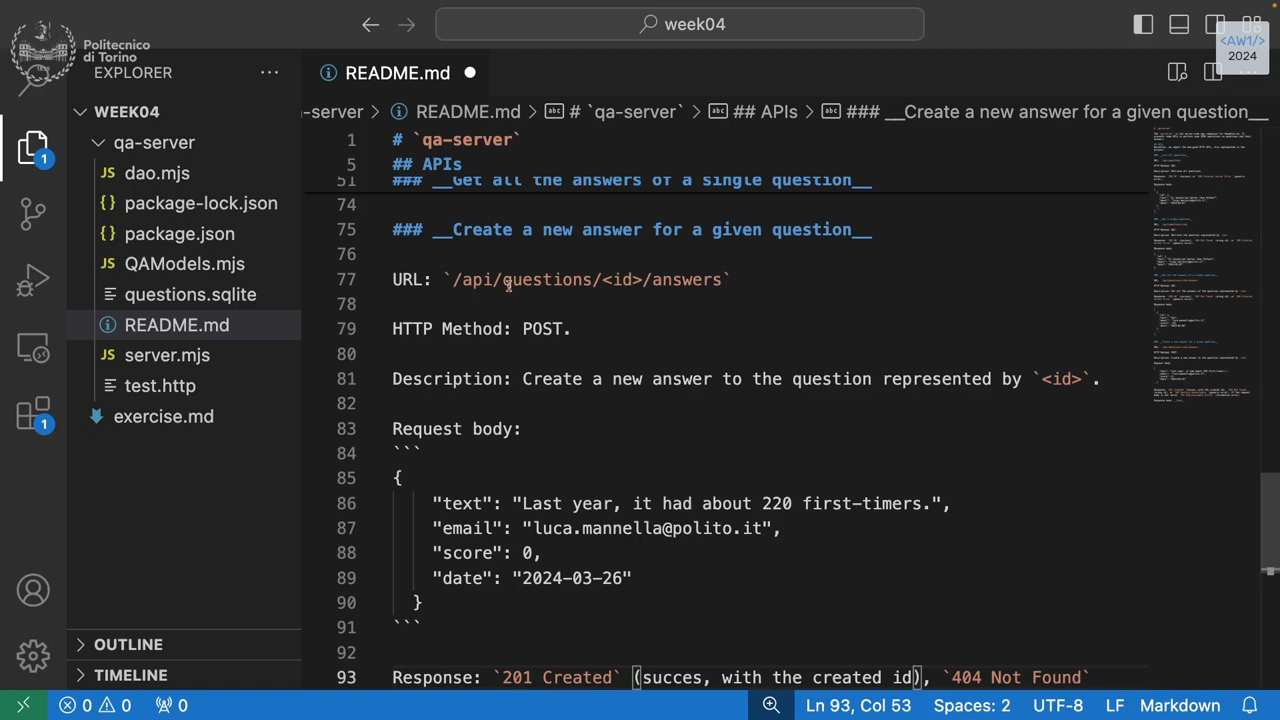 week04
Politecnico
di Torino
<AW1/>
2024
EXPLORER
README.md
WEEK04
qa-server
dao.mjs
package-lock.json
package.json
QAModels.mjs
questions.sqlite
README.md
server.mjs
test.http
exercise.md
OUTLINE
TIMELINE
1
1
a-server > README.md > # `qa-server` > ## APIs > ### __Create a new answer for a given question__
1 # `qa-server`
5 ## APIs
51 ### __Get all the answers of a single question__
74
75 ### __Create a new answer for a given question__
76
77 URL: `/api/questions/<id>/answers`
78
79 HTTP Method: POST.
80
81 Description: Create a new answer to the question represented by `<id>`.
82
83 Request body:
84 ```
85 {
86 "text": "Last year, it had about 220 first-timers.",
87 "email": "luca.mannella@polito.it",
88 "score": 0,
89 "date": "2024-03-26"
90 }
91 ```
92
93 Response: `201 Created` (succes, with the created id), `404 Not Found`
0 0 0 Ln 93, Col 53 Spaces: 2 UTF-8 LF Markdown